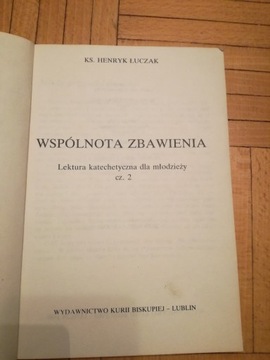 KS. HENRYK ŁUCZAK
WSPÓLNOTA ZBAWIENIA
Lektura katechetyczna dla młodzieży
cz. 2
WYDAWNICTWO KURII BISKUPIEJ – LUBLIN